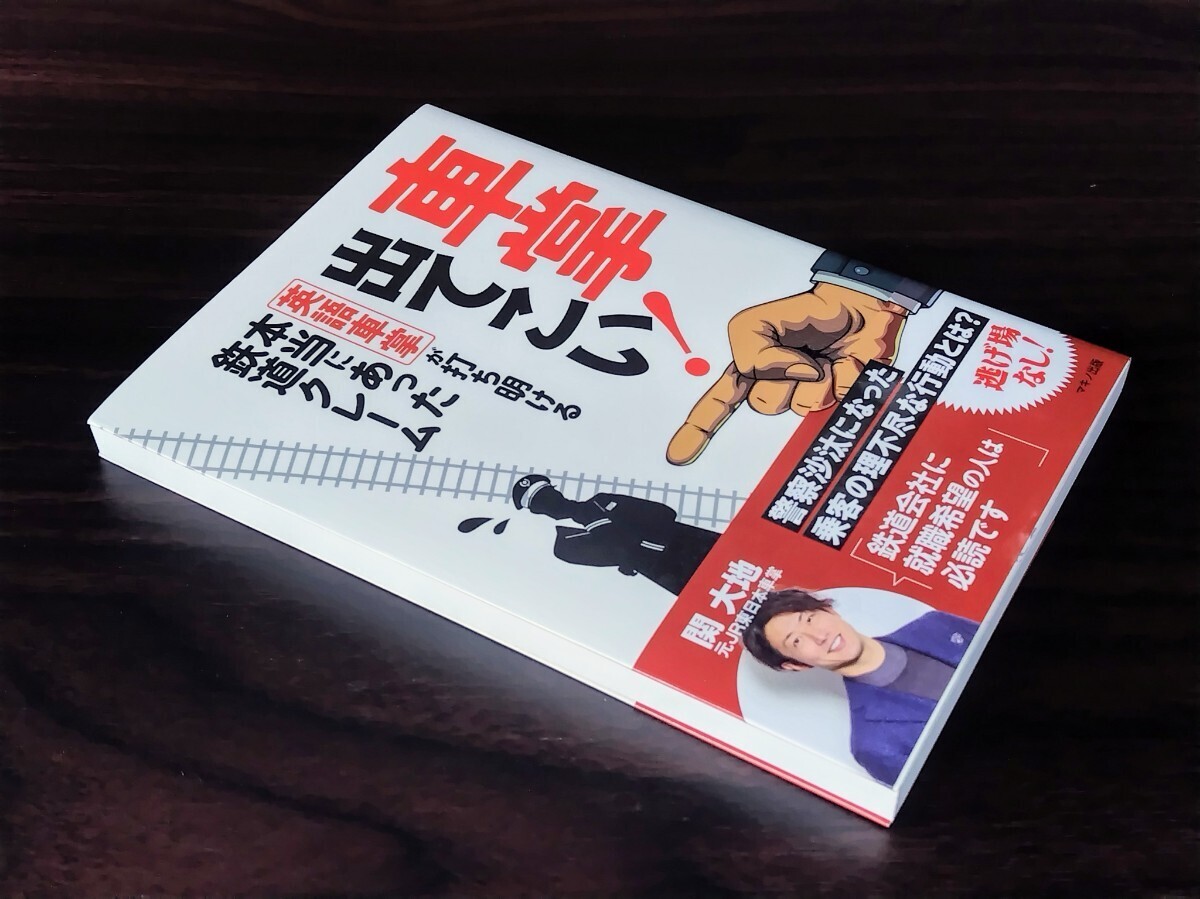 車掌!
出てこい
英語車掌が打ち明ける
本当にあった
鉄道クレーム
警察沙汰になった
乗客の理不尽な行動とは?
逃げ場
なし!
マキノ出版
鉄道会社に
就職希望の人は
必読です
関 大地
元JR東日本車掌